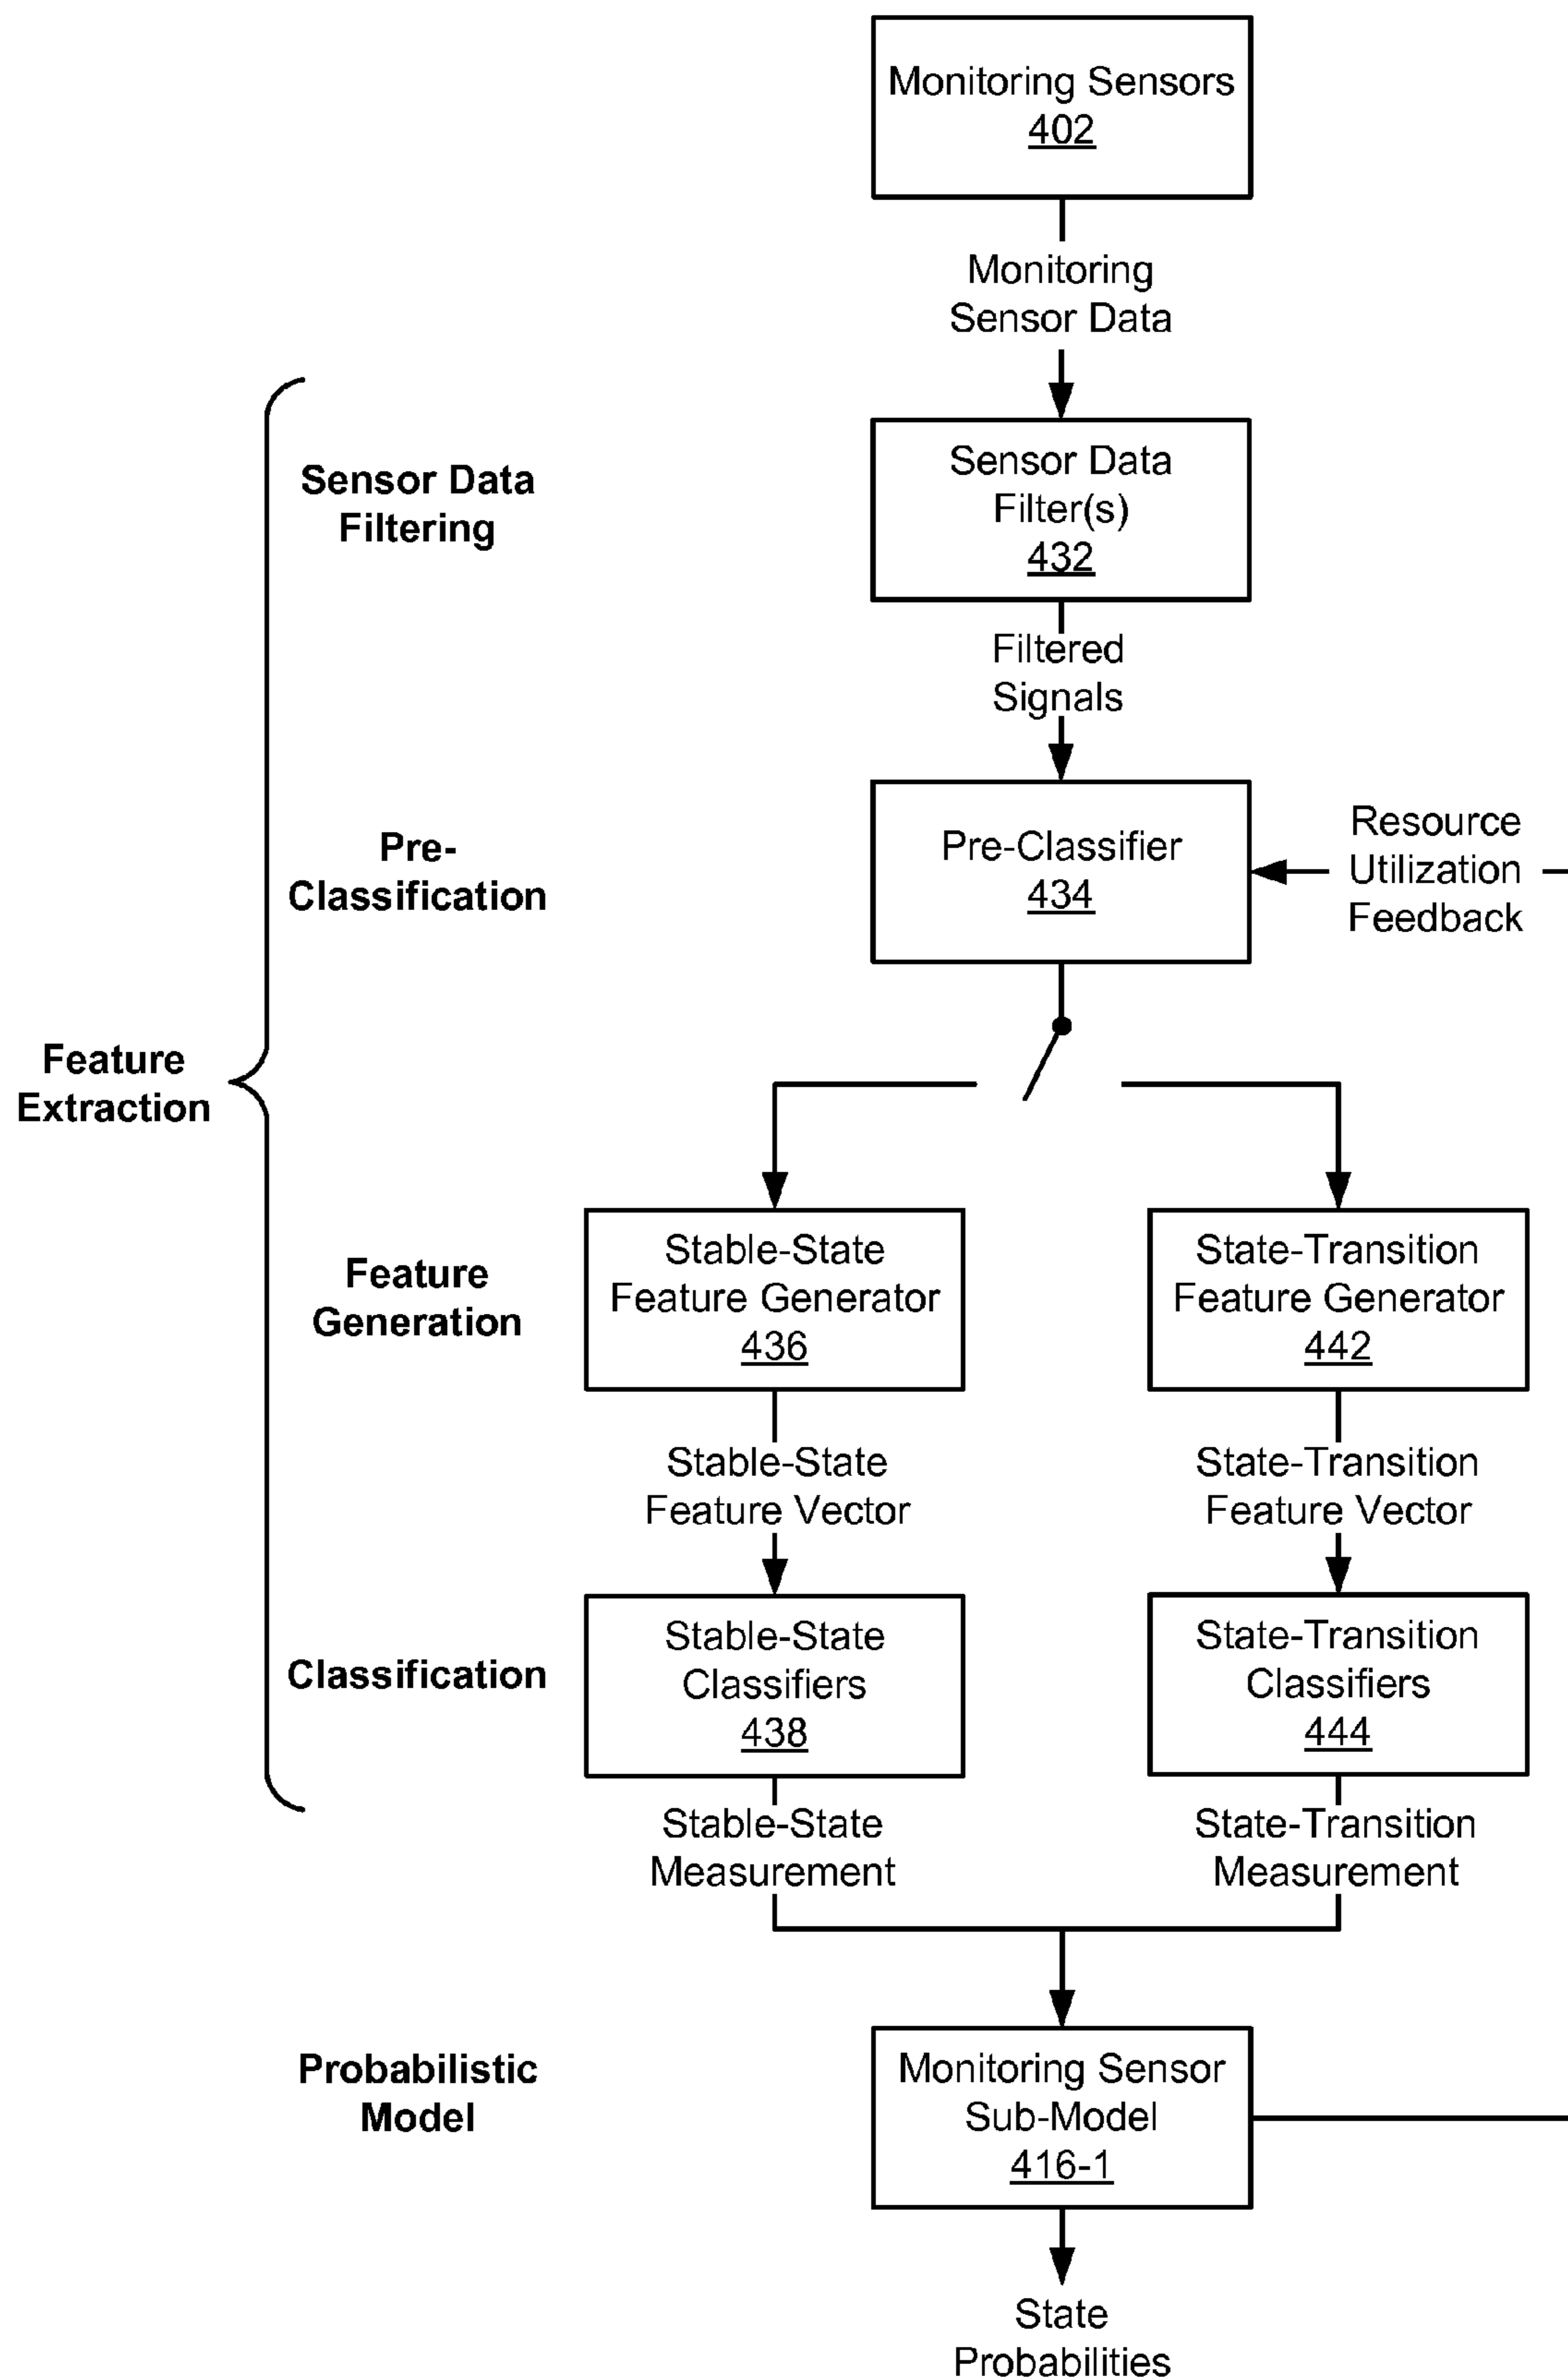 Monitoring Sensors
402
Monitoring
Sensor Data
Sensor Data
Filtering
Sensor Data
Filter(s)
432
Filtered
Signals
Pre-
Classification
Pre-Classifier
434
Resource
Utilization
Feedback
Feature
Extraction
Feature
Generation
Stable-State
Feature Generator
436
State-Transition
Feature Generator
442
Stable-State
Feature Vector
State-Transition
Feature Vector
Classification
Stable-State
Classifiers
438
State-Transition
Classifiers
444
Stable-State
Measurement
State-Transition
Measurement
Probabilistic
Model
Monitoring Sensor
Sub-Model
416-1
State
Probabilities